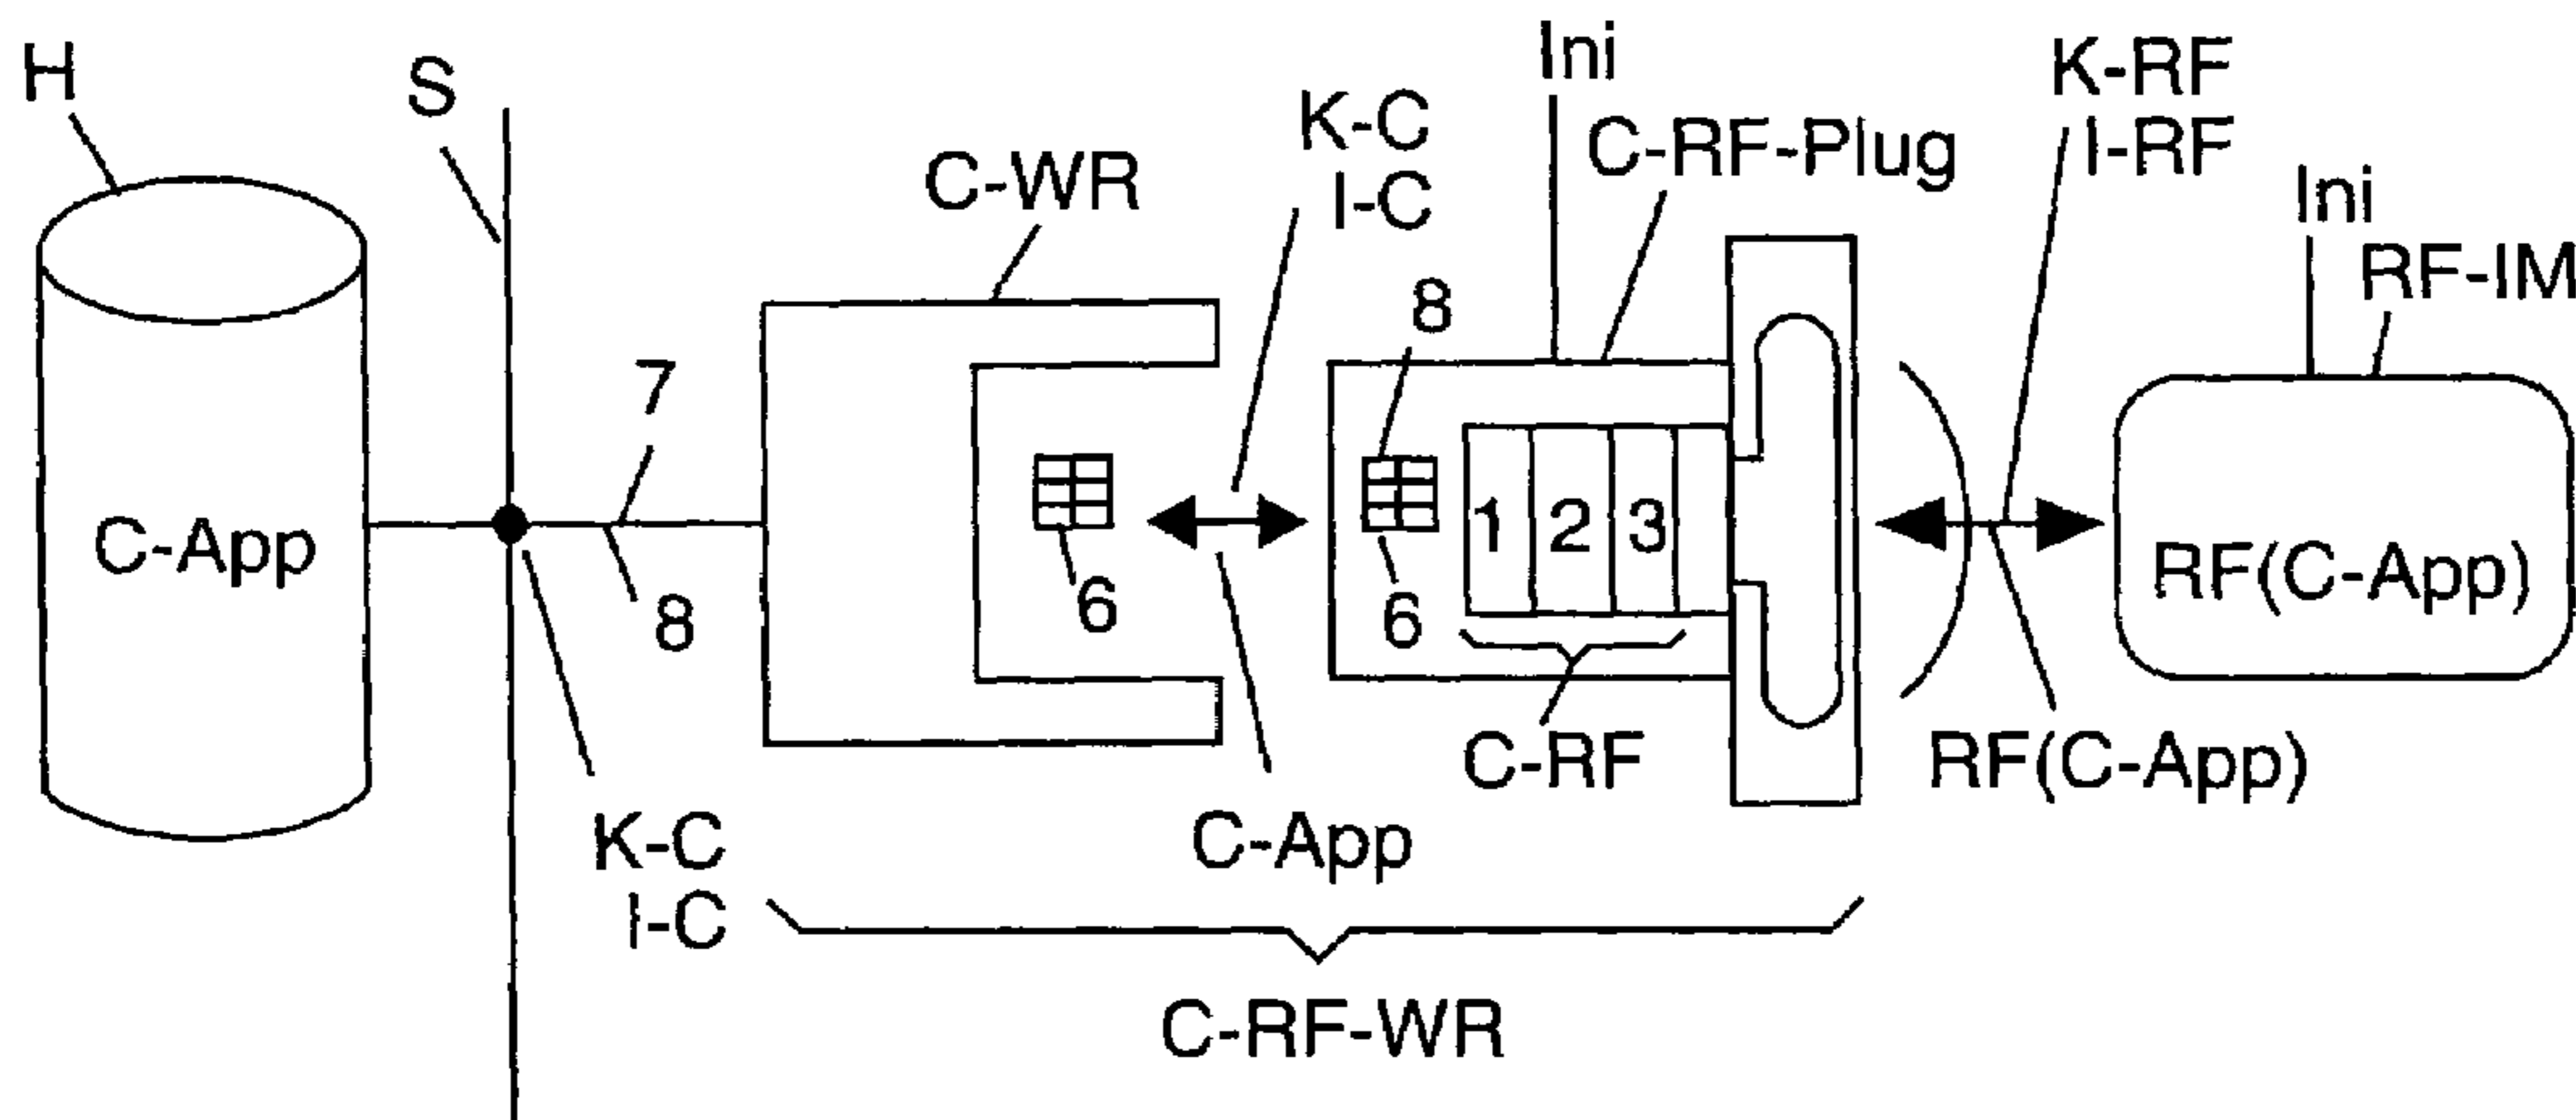 H
S
C-WR
K-C
I-C
Ini
C-RF-Plug
K-RF
I-RF
Ini
RF-IM
8
7
C-App
6
6
1 2 3
RF(C-App)
8
C-RF
RF(C-App)
K-C
I-C
C-App
C-RF-WR